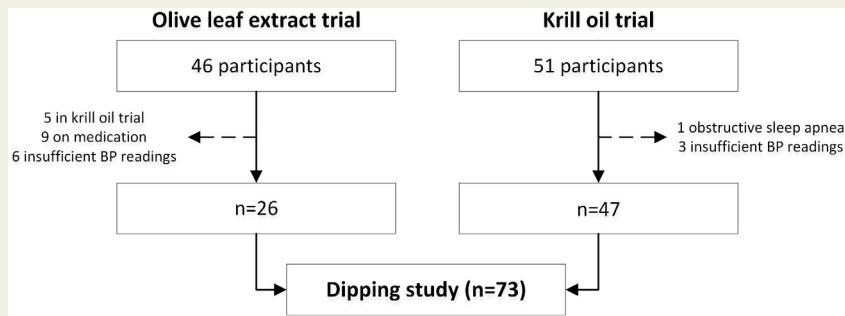 Olive leaf extract trial
Krill oil trial
46 participants
51 participants
5 in krill oil trial
9 on medication
6 insufficient BP readings
1 obstructive sleep apnea
3 insufficient BP readings
n=26
n=47
Dipping study (n=73)